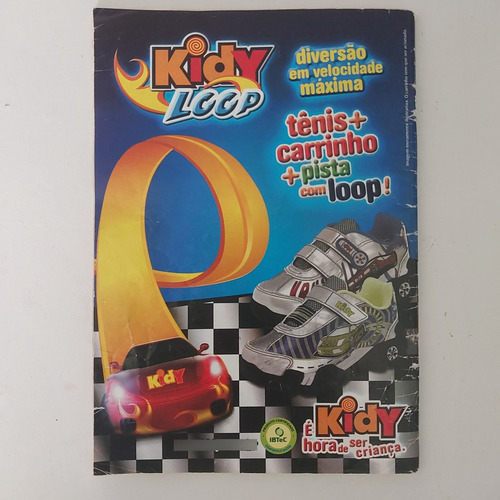 Kidy
LOOP
diversão
em velocidade
máxima
tênis+
carrinho
+pista
com loop!
KidY
IBTeC
Kidy
É hora de ser criança.